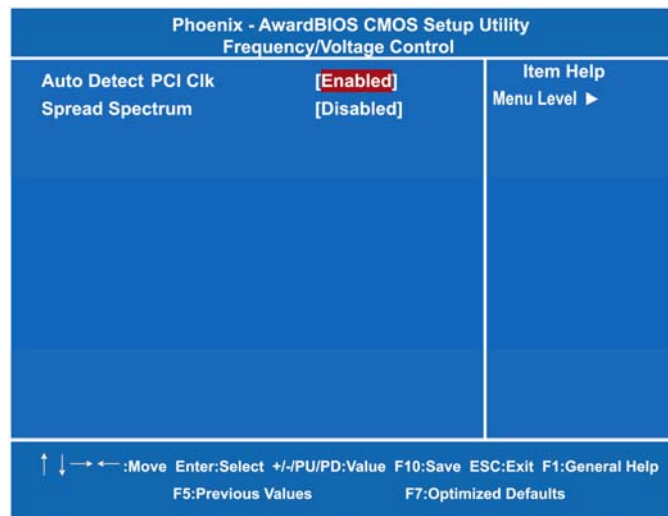 Phoenix - AwardBIOS CMOS Setup Utility
Frequency/Voltage Control
Auto Detect PCI Clk [Enabled]
Spread Spectrum [Disabled]
Item Help
Menu Level ►
↑ ↓ → ← :Move Enter:Select +/-/PU/PD:Value F10:Save ESC:Exit F1:General Help
F5:Previous Values F7:Optimized Defaults